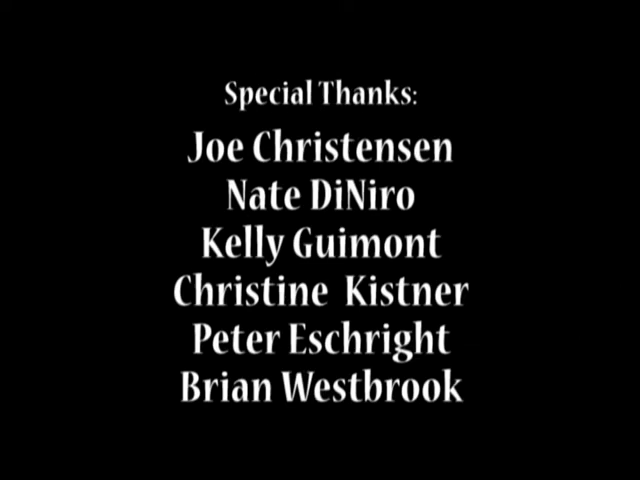 Special Thanks:
Joe Christensen
Nate DiNiro
Kelly Guimont
Christine Kistner
Peter Eschright
Brian Westbrook